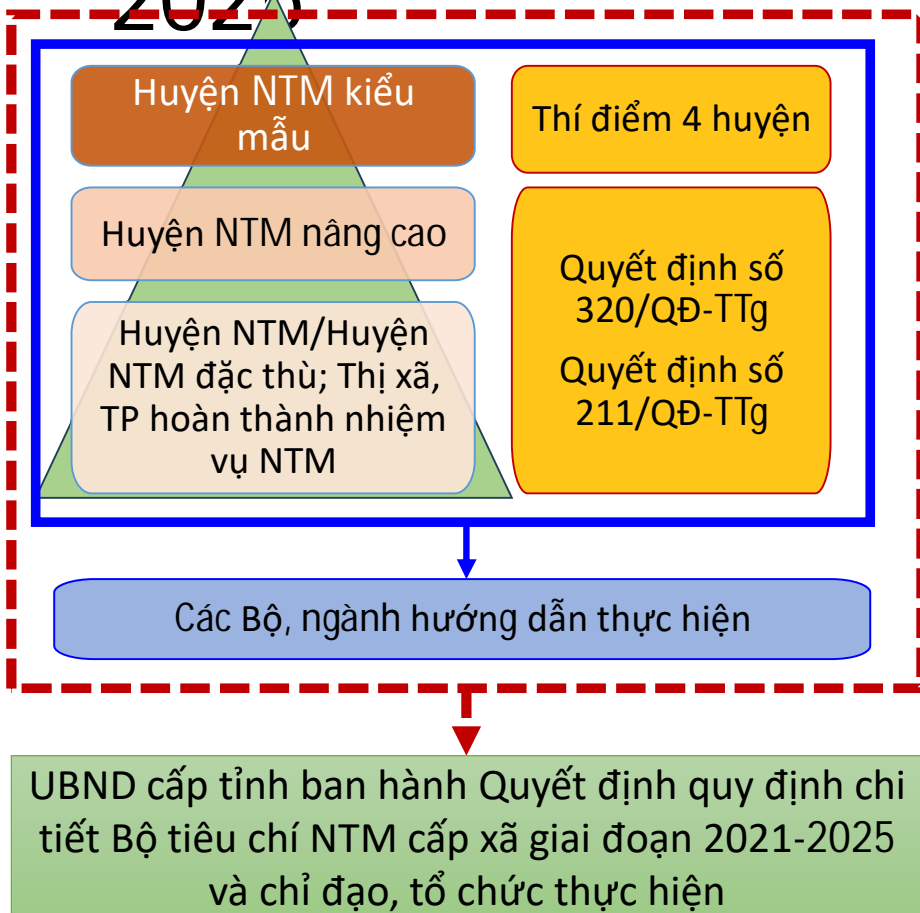 2025
Huyện NTM kiểu
mẫu
Thí điểm 4 huyện
Huyện NTM nâng cao
Quyết định số
320/QĐ-TTg
Quyết định số
211/QĐ-TTg
Huyện NTM/Huyện
NTM đặc thù; Thị xã,
TP hoàn thành nhiệm
vụ NTM
Các Bộ, ngành hướng dẫn thực hiện
UBND cấp tỉnh ban hành Quyết định quy định chi
tiết Bộ tiêu chí NTM cấp xã giai đoạn 2021-2025
và chỉ đạo, tổ chức thực hiện